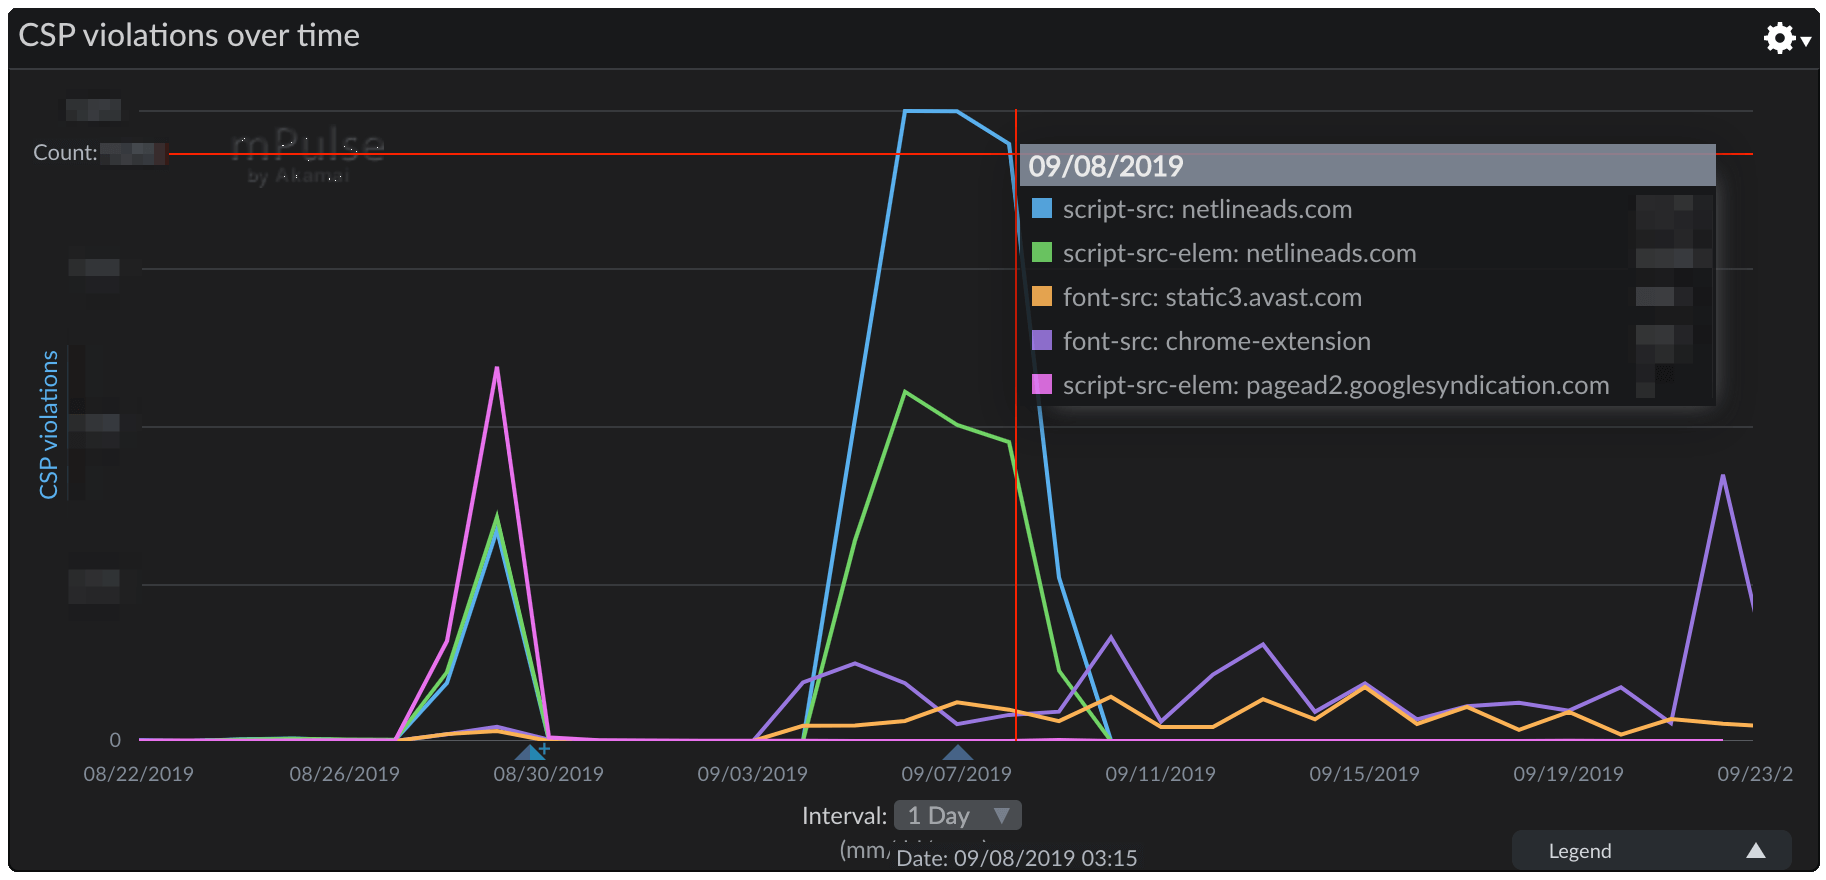 CSP violations over time
Count:
mPulse
by Akamai
09/08/2019
script-src: netlineads.com
script-src-elem: netlineads.com
font-src: static3.avast.com
font-src: chrome-extension
script-src-elem: pagead2.googlesyndication.com
CSP violations
0
08/22/2019 08/26/2019 08/30/2019 09/03/2019 09/07/2019 09/11/2019 09/15/2019 09/19/2019 09/23/2
Interval: 1 Day
(mm/
Date: 09/08/2019 03:15
Legend